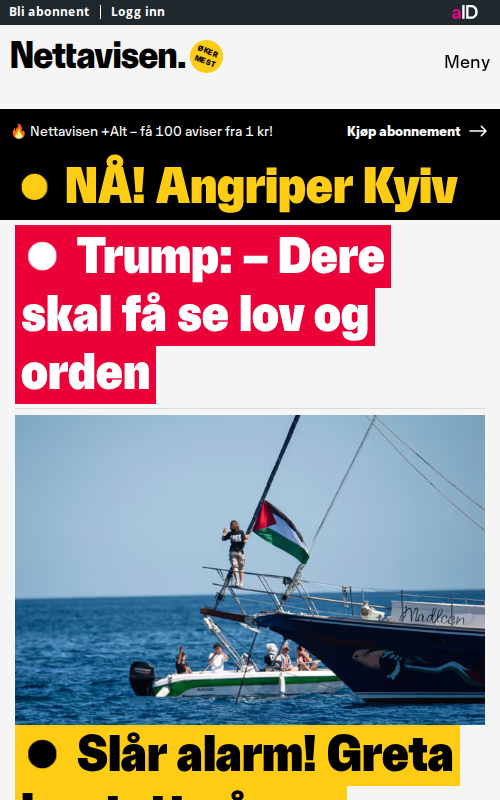 Bli abonnent | Logg inn
aID
Nettavisen.
ØKER
MEST
Meny
🔥 Nettavisen +Alt – få 100 aviser fra 1 kr!
Kjøp abonnement →
NÅ! Angriper Kyiv
Trump: – Dere
skal få se lov og
orden
Madleen
Slår alarm! Greta